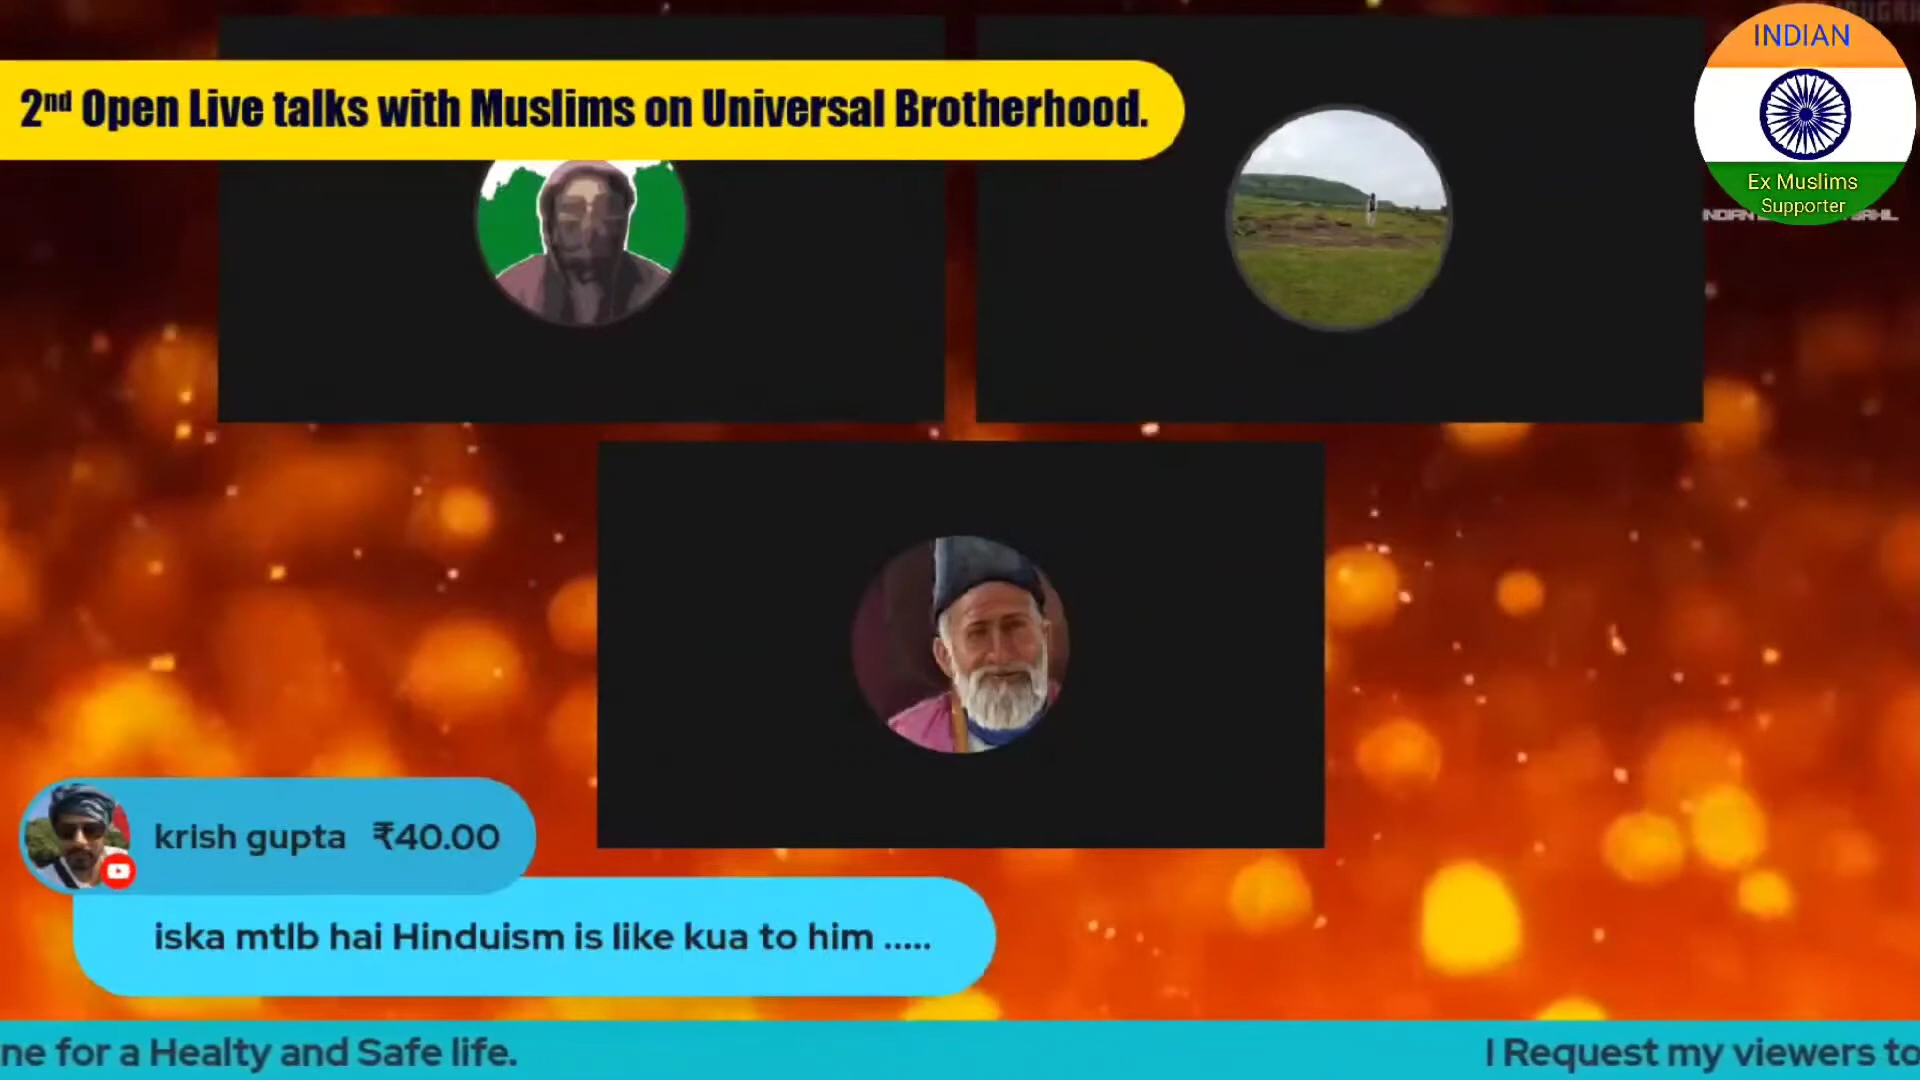 2nd Open Live talks with Muslims on Universal Brotherhood.
INDIAN
Ex Muslims
Supporter
krish gupta ₹40.00
iska mtlb hai Hinduism is like kua to him .....
ne for a Healty and Safe life.
I Request my viewers to